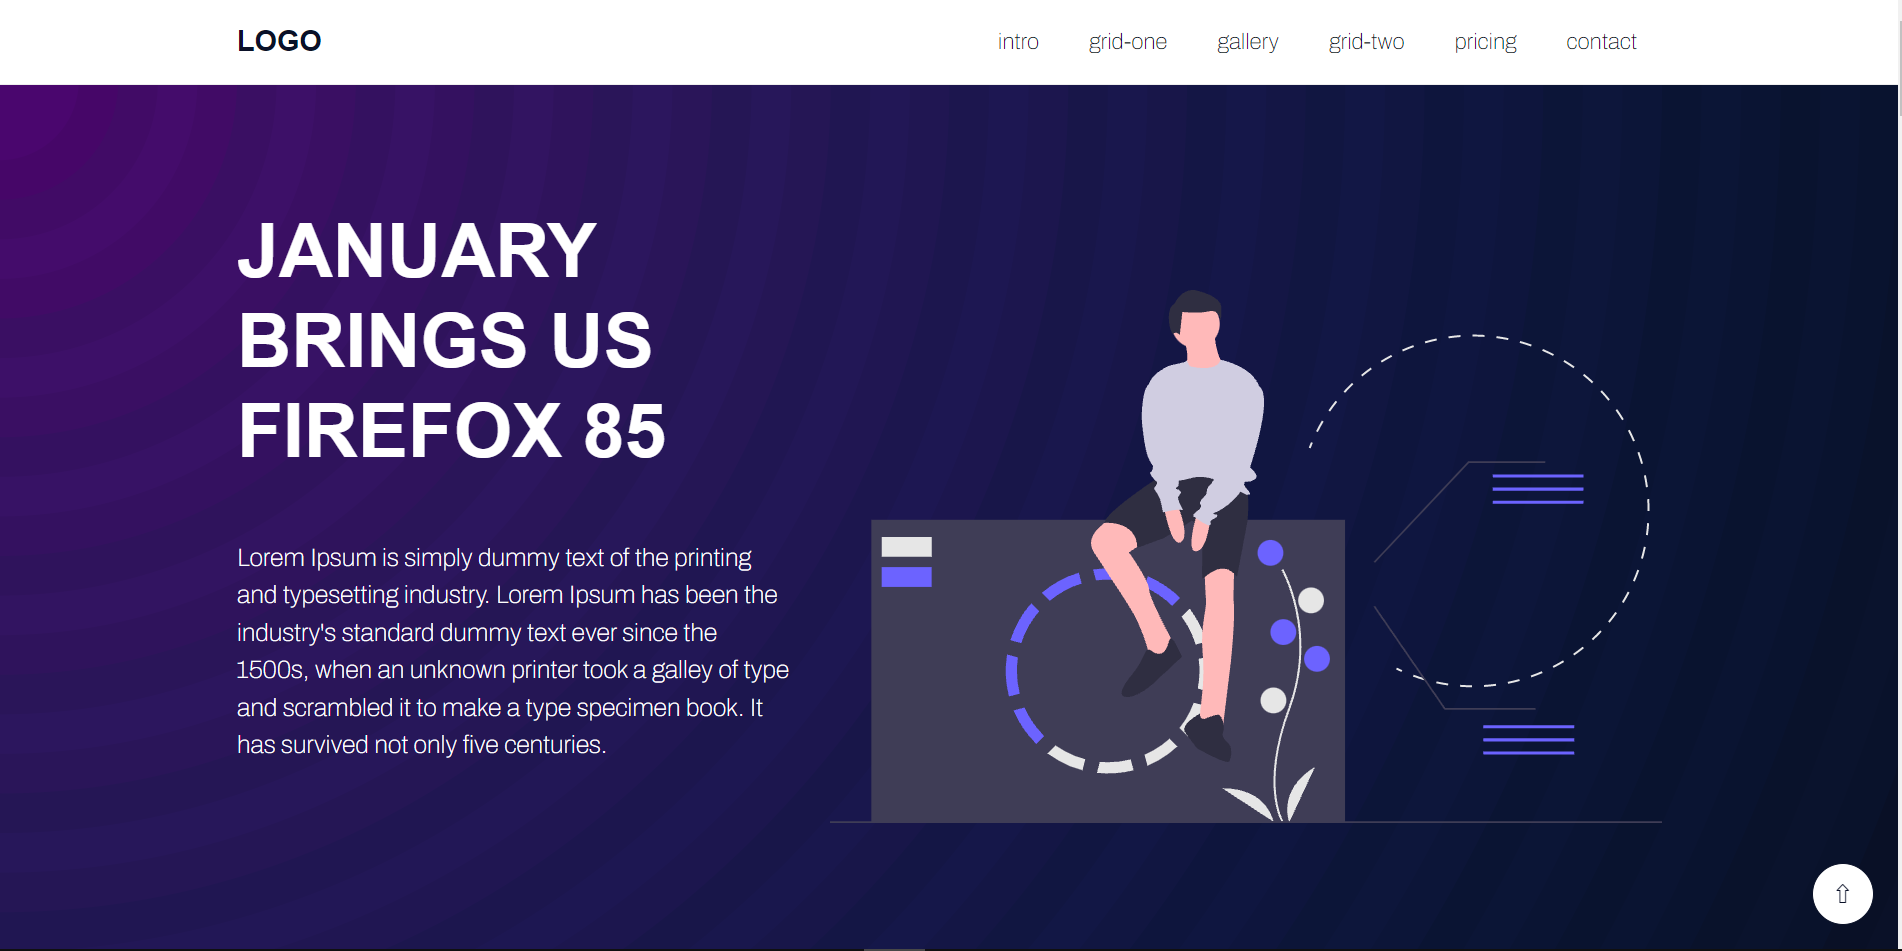 LOGO
intro grid-one gallery grid-two pricing contact
JANUARY
BRINGS US
FIREFOX 85
Lorem Ipsum is simply dummy text of the printing
and typesetting industry. Lorem Ipsum has been the
industry's standard dummy text ever since the
1500s, when an unknown printer took a galley of type
and scrambled it to make a type specimen book. It
has survived not only five centuries.
⇧